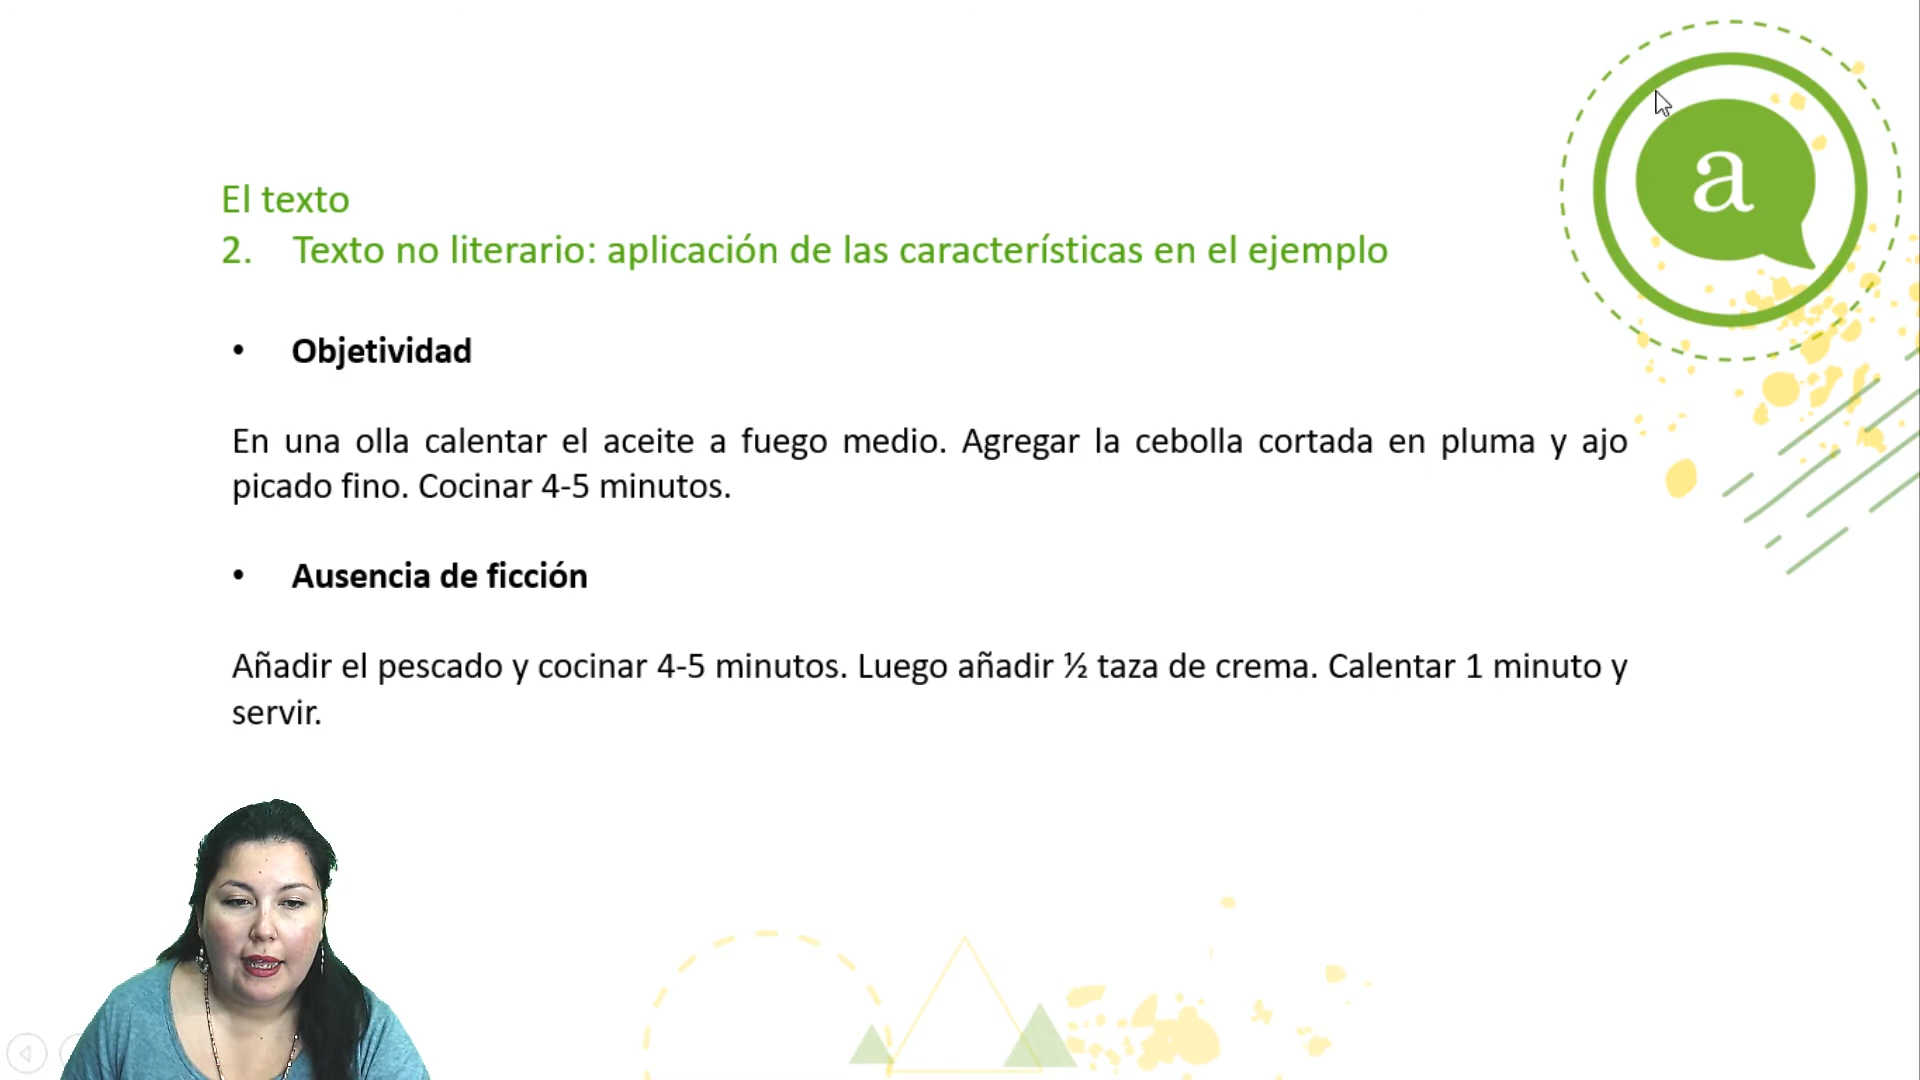 a
El texto
2. Texto no literario: aplicación de las características en el ejemplo
• Objetividad
En una olla calentar el aceite a fuego medio. Agregar la cebolla cortada en pluma y ajo
picado fino. Cocinar 4-5 minutos.
• Ausencia de ficción
Añadir el pescado y cocinar 4-5 minutos. Luego añadir ½ taza de crema. Calentar 1 minuto y
servir.